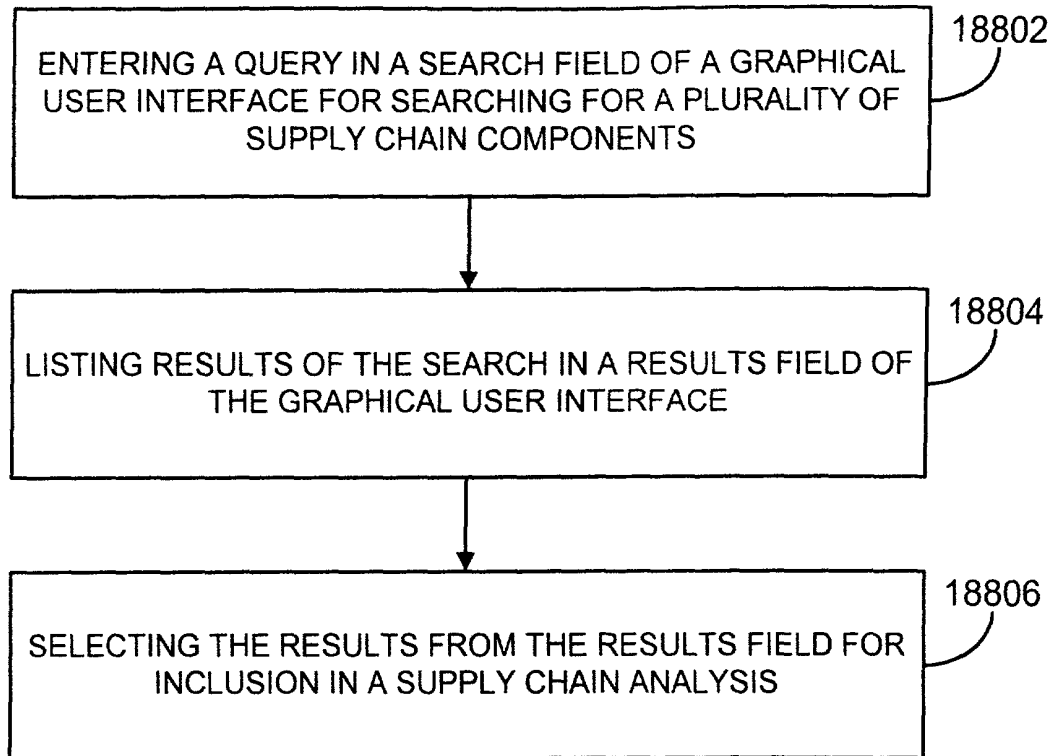 18802
ENTERING A QUERY IN A SEARCH FIELD OF A GRAPHICAL
USER INTERFACE FOR SEARCHING FOR A PLURALITY OF
SUPPLY CHAIN COMPONENTS
18804
LISTING RESULTS OF THE SEARCH IN A RESULTS FIELD OF
THE GRAPHICAL USER INTERFACE
18806
SELECTING THE RESULTS FROM THE RESULTS FIELD FOR
INCLUSION IN A SUPPLY CHAIN ANALYSIS